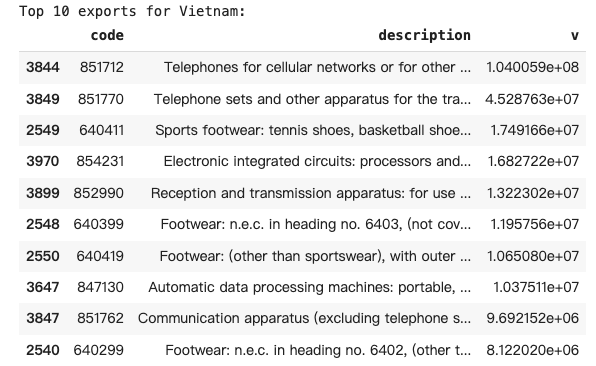 Top 10 exports for Vietnam:
code description v
3844 851712 Telephones for cellular networks or for other ... 1.040059e+08
3849 851770 Telephone sets and other apparatus for the tra... 4.528763e+07
2549 640411 Sports footwear: tennis shoes, basketball shoe... 1.749166e+07
3970 854231 Electronic integrated circuits: processors and... 1.682722e+07
3899 852990 Reception and transmission apparatus: for use ... 1.322302e+07
2548 640399 Footwear: n.e.c. in heading no. 6403, (not cov... 1.195756e+07
2550 640419 Footwear: (other than sportswear), with outer ... 1.065080e+07
3647 847130 Automatic data processing machines: portable, ... 1.037511e+07
3847 851762 Communication apparatus (excluding telephone s... 9.692152e+06
2540 640299 Footwear: n.e.c. in heading no. 6402, (other t... 8.122020e+06